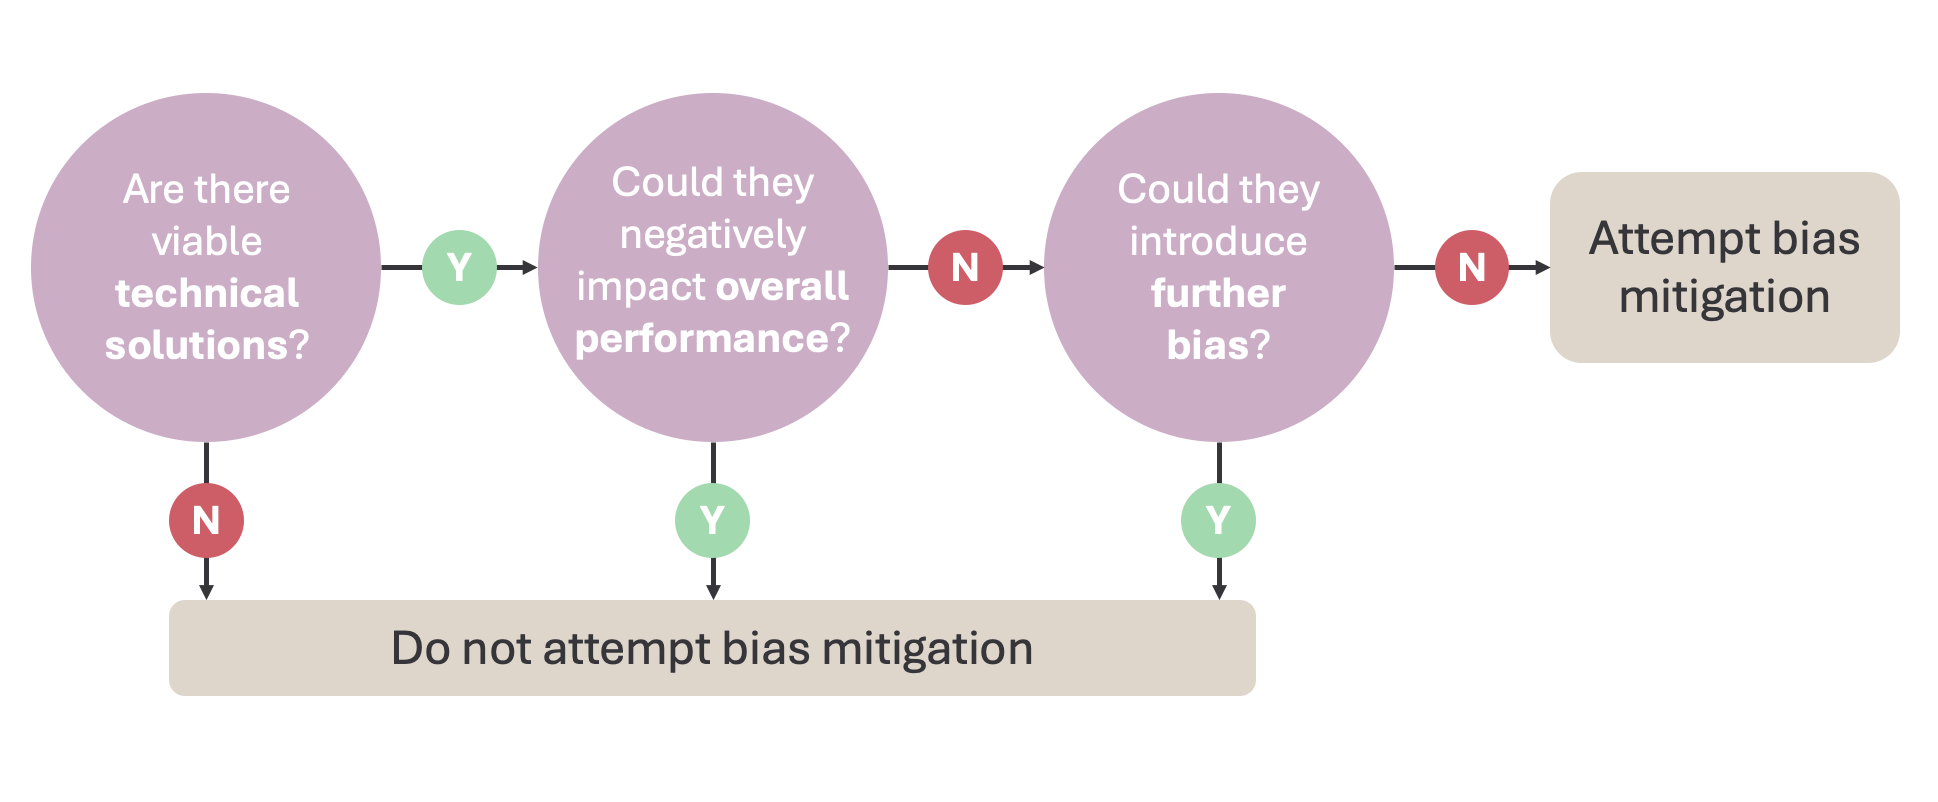 Are there
viable
technical
solutions?
Y
Could they
negatively
impact overall
performance?
N
Could they
introduce
further
bias?
N
Attempt bias
mitigation
N
Y
Y
Do not attempt bias mitigation